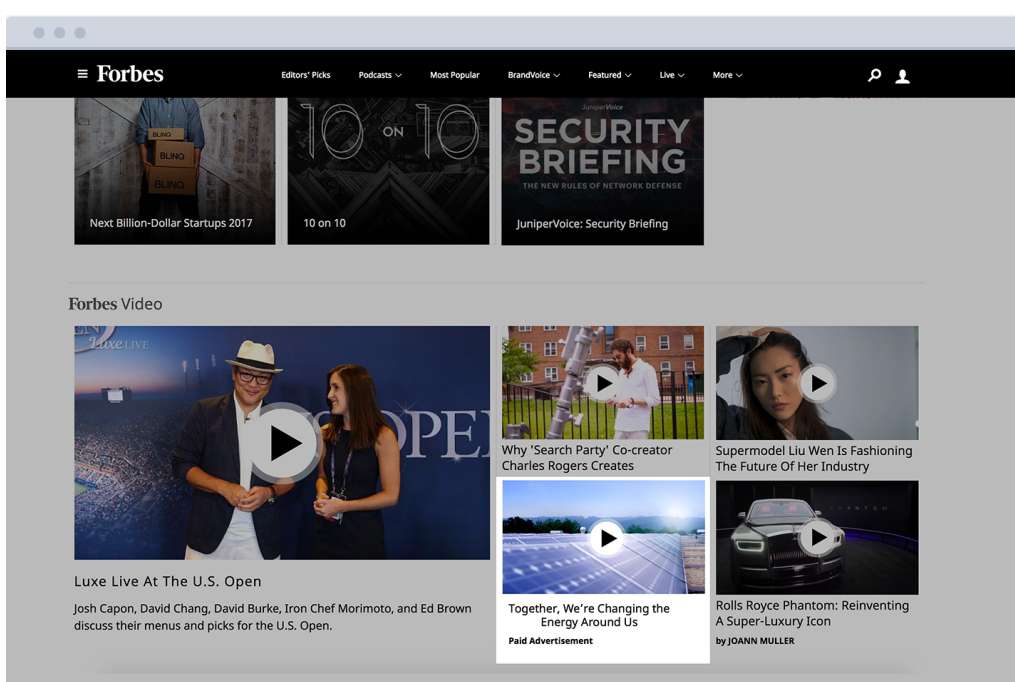 Forbes
Editors' Picks
Podcasts
Most Popular
BrandVoice
Featured
Live
More
BLINQ
BLINQ
BLINQ
Next Billion-Dollar Startups 2017
10 ON 10
10 on 10
JuniperVoice
SECURITY
BRIEFING
THE NEW RULES OF NETWORK DEFENSE
JuniperVoice: Security Briefing
Forbes Video
EN
Luxe LIVE
OPE
Luxe Live At The U.S. Open
Josh Capon, David Chang, David Burke, Iron Chef Morimoto, and Ed Brown
discuss their menus and picks for the U.S. Open.
Why 'Search Party' Co-creator
Charles Rogers Creates
Supermodel Liu Wen Is Fashioning
The Future Of Her Industry
Together, We're Changing the
Energy Around Us
Paid Advertisement
PHANTOM
Rolls Royce Phantom: Reinventing
A Super-Luxury Icon
by JOANN MULLER